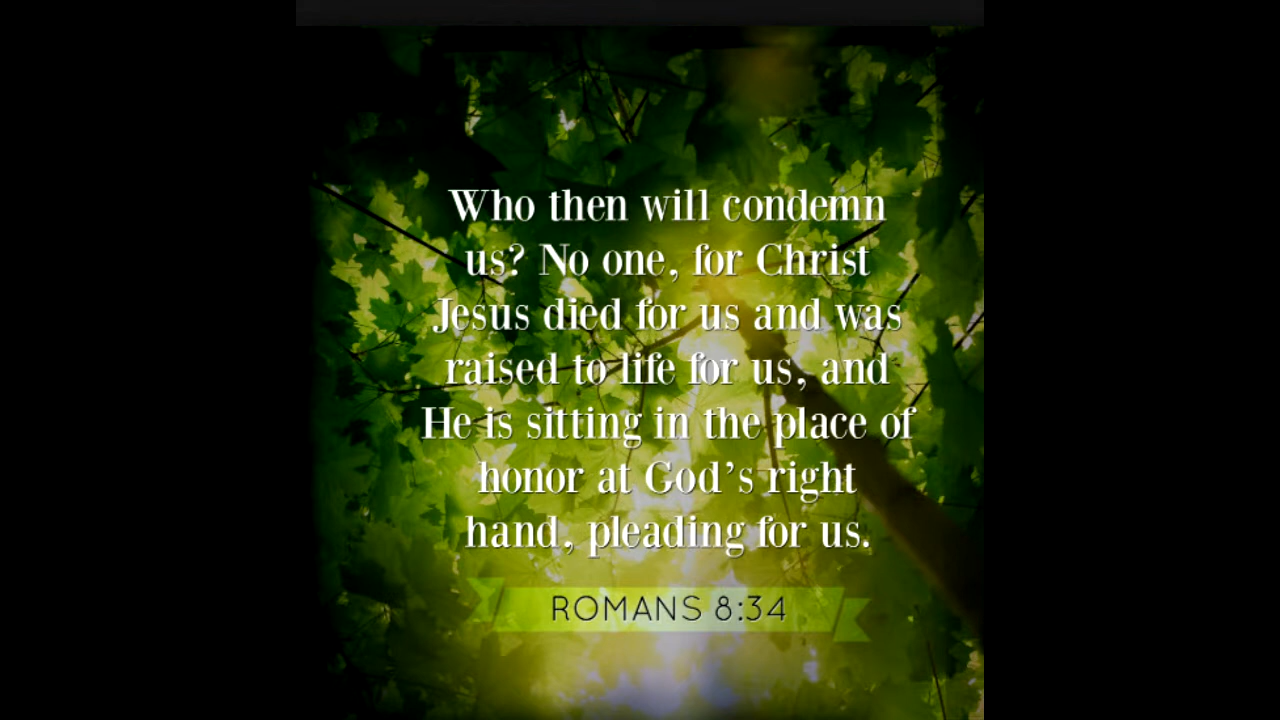 Who then will condemn
us? No one, for Christ
Jesus died for us and was
raised to life for us, and
He is sitting in the place of
honor at God's right
hand, pleading for us.
ROMANS 8:34